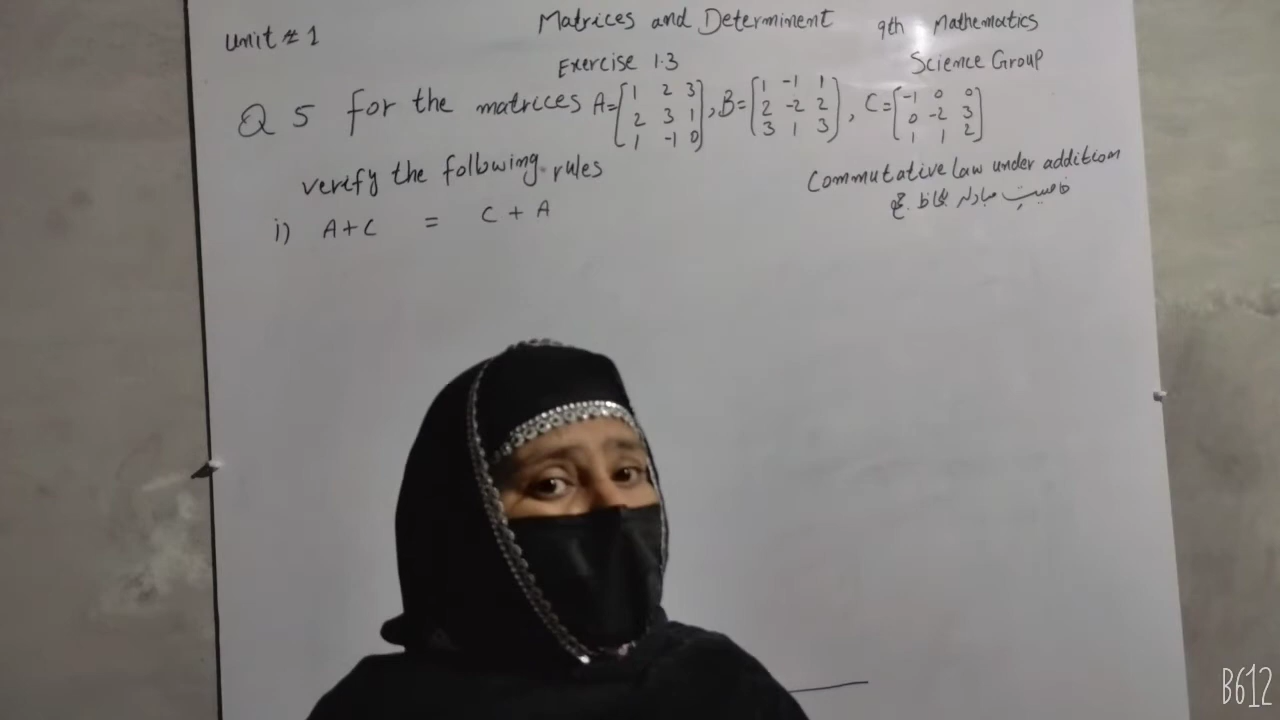 Unit # 1 Matrices and Determinent 9th Mathematics
Exercise 1.3 Science Group
Q 5 for the matrices A=[1 2 3 2 3 1 1 -1 0], B=[1 -1 1 2 -2 2 3 1 3], C=[-1 0 0 0 -2 3 1 1 2]
verify the following rules
Commutative Law under addition
خاصیتِ مبادلہ بلحاظ جمع
i) A+C = C + A
B612